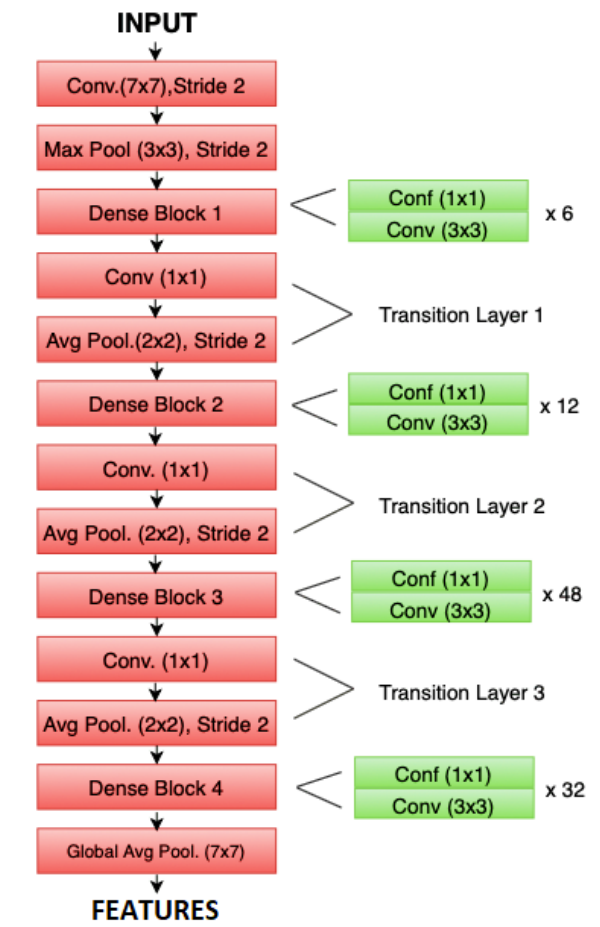 INPUT
Conv.(7x7),Stride 2
Max Pool (3x3), Stride 2
Dense Block 1
Conf (1x1)
Conv (3x3)
x 6
Conv (1x1)
Avg Pool.(2x2), Stride 2
Transition Layer 1
Dense Block 2
Conf (1x1)
Conv (3x3)
x 12
Conv. (1x1)
Avg Pool. (2x2), Stride 2
Transition Layer 2
Dense Block 3
Conf (1x1)
Conv (3x3)
x 48
Conv. (1x1)
Avg Pool. (2x2), Stride 2
Transition Layer 3
Dense Block 4
Conf (1x1)
Conv (3x3)
x 32
Global Avg Pool. (7x7)
FEATURES